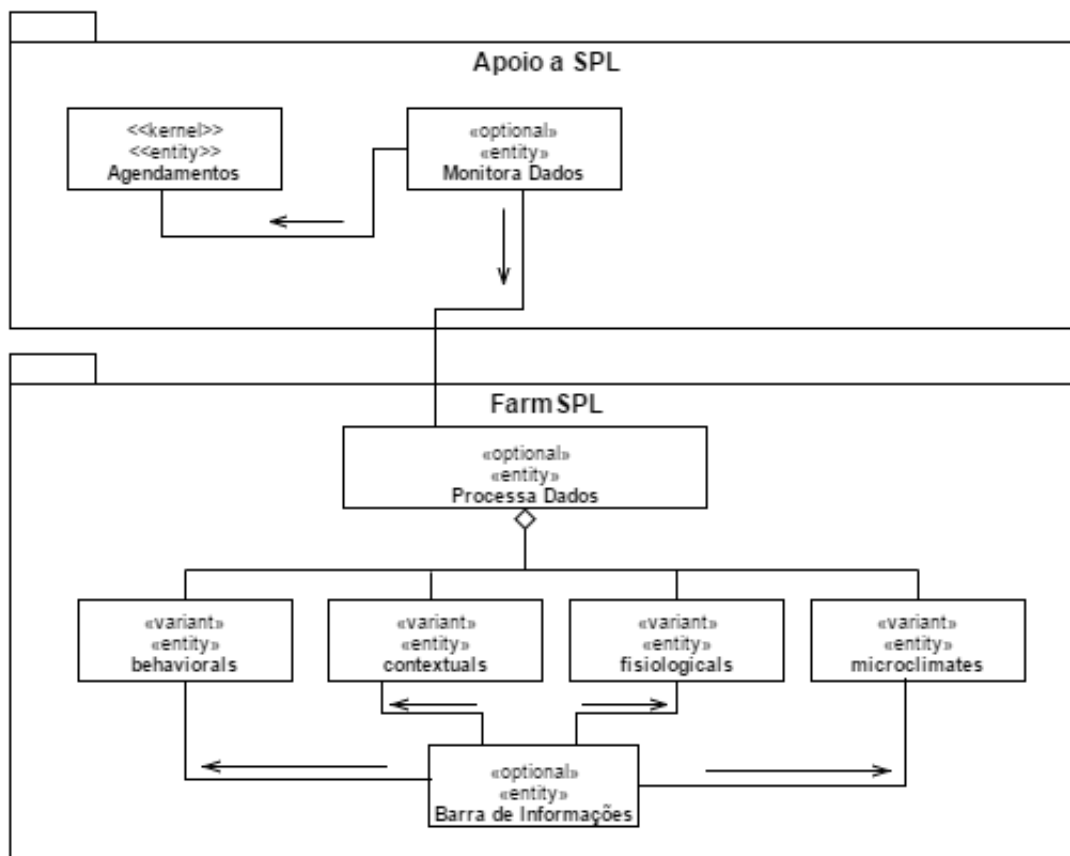 Apoio a SPL
<<kernel>>
<<entity>>
Agendamentos
«optional»
«entity»
Monitora Dados
FarmSPL
«optional»
«entity»
Processa Dados
«variant»
«entity»
behaviorals
«variant»
«entity»
contextuals
«variant»
«entity»
fisiologicals
«variant»
«entity»
microclimates
«optional»
«entity»
Barra de Informações